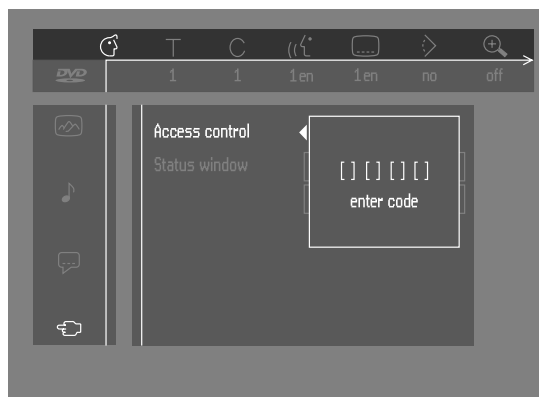 T C
DVD 1 1 1en 1en no off
Access control
Status window
[ ] [ ] [ ] [ ]
enter code